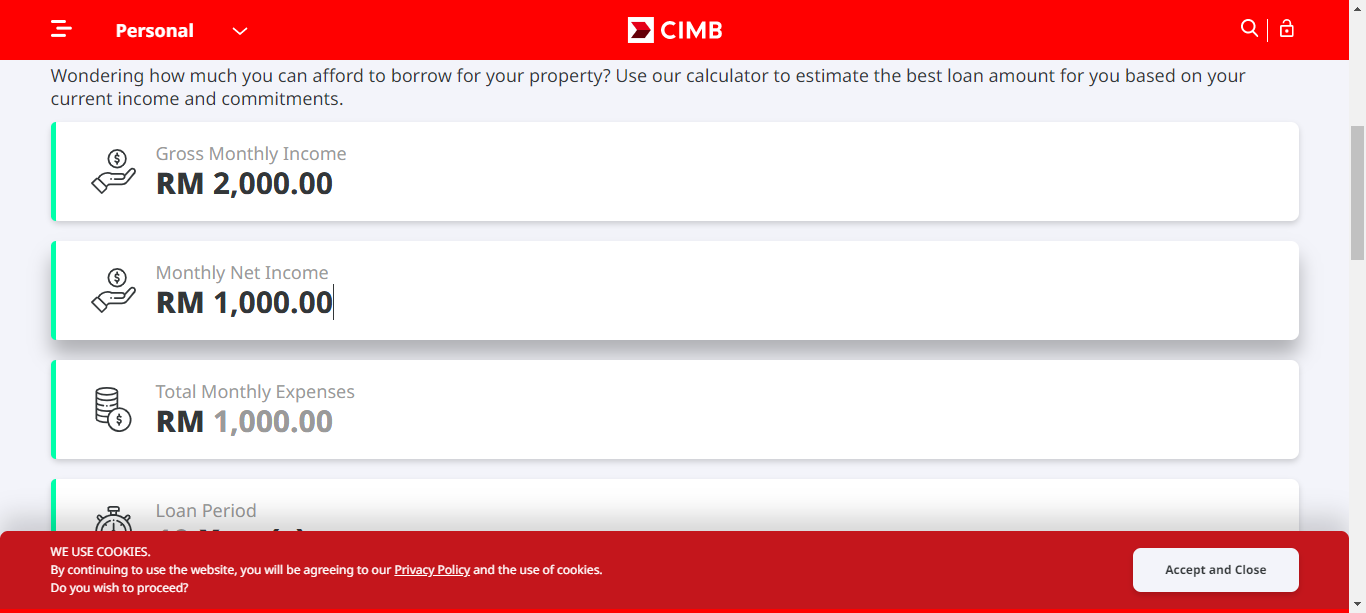 Personal
CIMB
Wondering how much you can afford to borrow for your property? Use our calculator to estimate the best loan amount for you based on your
current income and commitments.
Gross Monthly Income
RM 2,000.00
Monthly Net Income
RM 1,000.00
Total Monthly Expenses
RM 1,000.00
Loan Period
WE USE COOKIES.
By continuing to use the website, you will be agreeing to our Privacy Policy and the use of cookies.
Do you wish to proceed?
Accept and Close